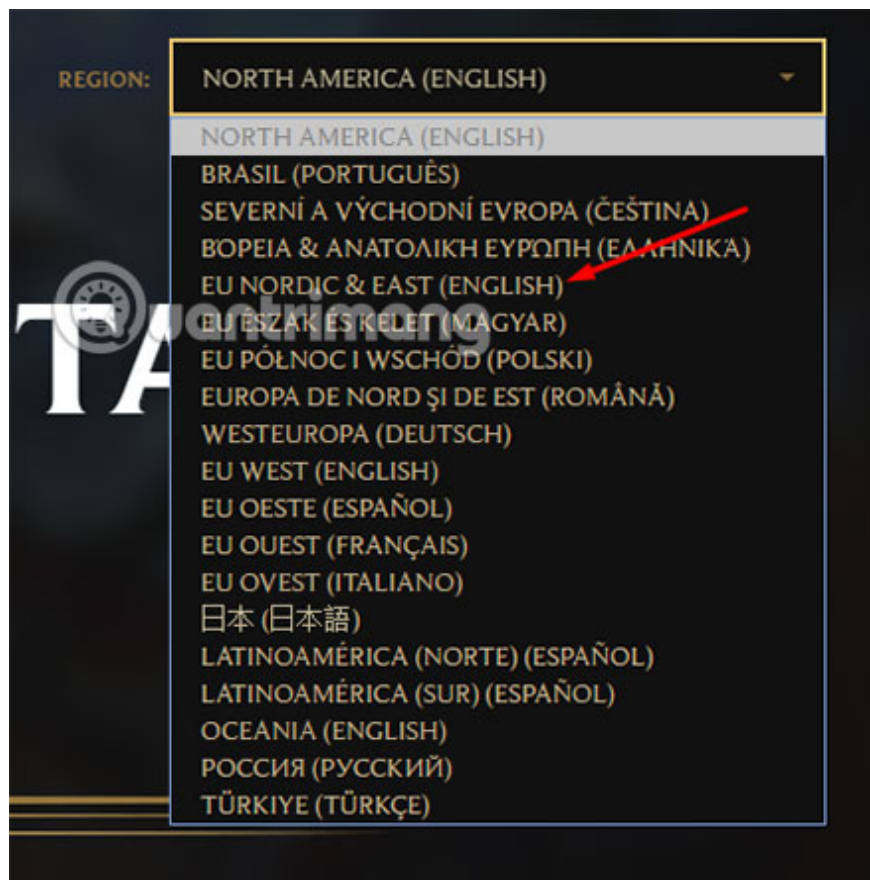 REGION: NORTH AMERICA (ENGLISH)
NORTH AMERICA (ENGLISH)
BRASIL (PORTUGUÊS)
SEVERNÍ A VÝCHODNÍ EVROPA (ČEŠTINA)
ΒΌΡΕΙΑ & ΑΝΑΤΟΛΙΚΉ ΕΥΡΏΠΗ (ΕΛΛΗΝΙΚΆ)
EU NORDIC & EAST (ENGLISH)
Quantrimang
EU ÉSZAK ÉS KELET (MAGYAR)
TA
EU PÓŁNOC I WSCHÓD (POLSKI)
EUROPA DE NORD ŞI DE EST (ROMÂNĂ)
WESTEUROPA (DEUTSCH)
EU WEST (ENGLISH)
EU OESTE (ESPAÑOL)
EU OUEST (FRANÇAIS)
EU OVEST (ITALIANO)
日本 (日本語)
LATINOAMÉRICA (NORTE) (ESPAÑOL)
LATINOAMÉRICA (SUR) (ESPAÑOL)
OCEANIA (ENGLISH)
РОССИЯ (РУССКИЙ)
TÜRKIYE (TÜRKÇE)